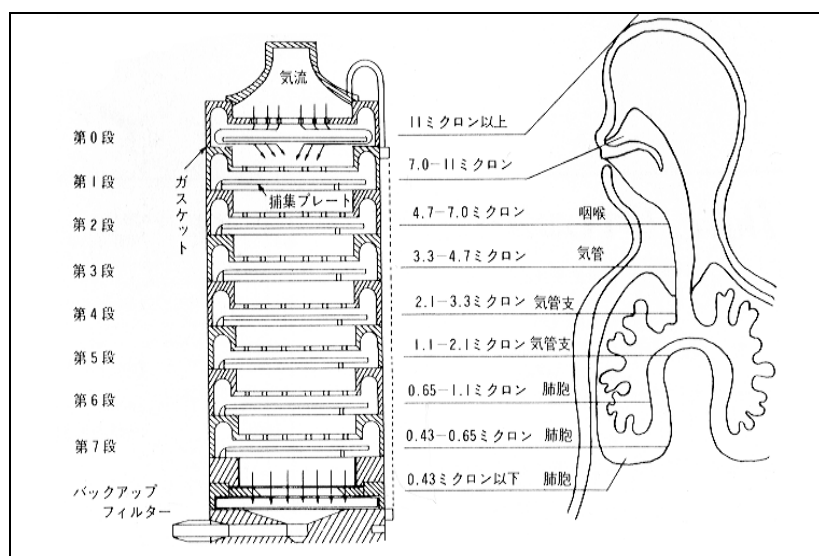 気流
第0段
第1段
第2段
第3段
第4段
第5段
第6段
第7段
バックアップ
フィルター
ガスケット
捕集プレート
11ミクロン以上
7.0-11ミクロン
4.7-7.0ミクロン 咽喉
3.3-4.7ミクロン 気管
2.1-3.3ミクロン 気管支
1.1-2.1ミクロン 気管支
0.65-1.1ミクロン 肺胞
0.43-0.65ミクロン 肺胞
0.43ミクロン以下 肺胞